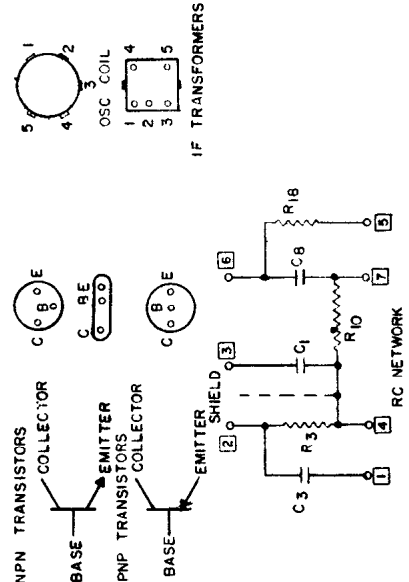 NPN TRANSISTORS
COLLECTOR
BASE
EMITTER
C B E
C B E
PNP TRANSISTORS
COLLECTOR
BASE
EMITTER
C B E
5 1
4 2
3
OSC COIL
1 4
2
3 5
IF TRANSFORMERS
SHIELD
2 3 6
C3 R3 C1 C8 R18
R10
1 4 7 5
RC NETWORK